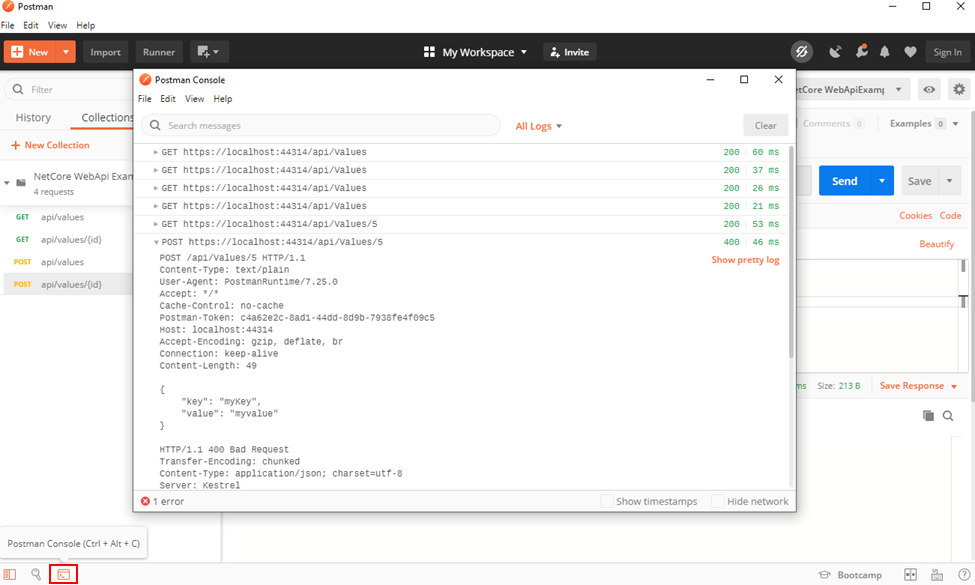 Postman
File Edit View Help
New Import Runner My Workspace Invite Sign In
Filter
History Collections
New Collection
NetCore WebApi Exam
4 requests
GET api/values
GET api/values/{id}
POST api/values
POST api/values/{id}
Postman Console
File Edit View Help
Search messages All Logs Clear
GET https://localhost:44314/api/Values 200 60 ms
GET https://localhost:44314/api/Values 200 37 ms
GET https://localhost:44314/api/Values 200 26 ms
GET https://localhost:44314/api/Values 200 21 ms
GET https://localhost:44314/api/Values/5 200 53 ms
POST https://localhost:44314/api/Values/5 400 46 ms
POST /api/Values/5 HTTP/1.1 Show pretty log
Content-Type: text/plain
User-Agent: PostmanRuntime/7.25.0
Accept: */*
Cache-Control: no-cache
Postman-Token: c4a62e2c-8ad1-44dd-8d9b-7938fe4f09c5
Host: localhost:44314
Accept-Encoding: gzip, deflate, br
Connection: keep-alive
Content-Length: 49
{
"key": "myKey",
"value": "myvalue"
}
HTTP/1.1 400 Bad Request
Transfer-Encoding: chunked
Content-Type: application/json; charset=utf-8
Server: Kestrel
1 error Show timestamps Hide network
etCore WebApiExamp
Comments 0 Examples 0
Send Save
Cookies Code
Beautify
ms Size: 213 B Save Response
Postman Console (Ctrl + Alt + C)
Bootcamp